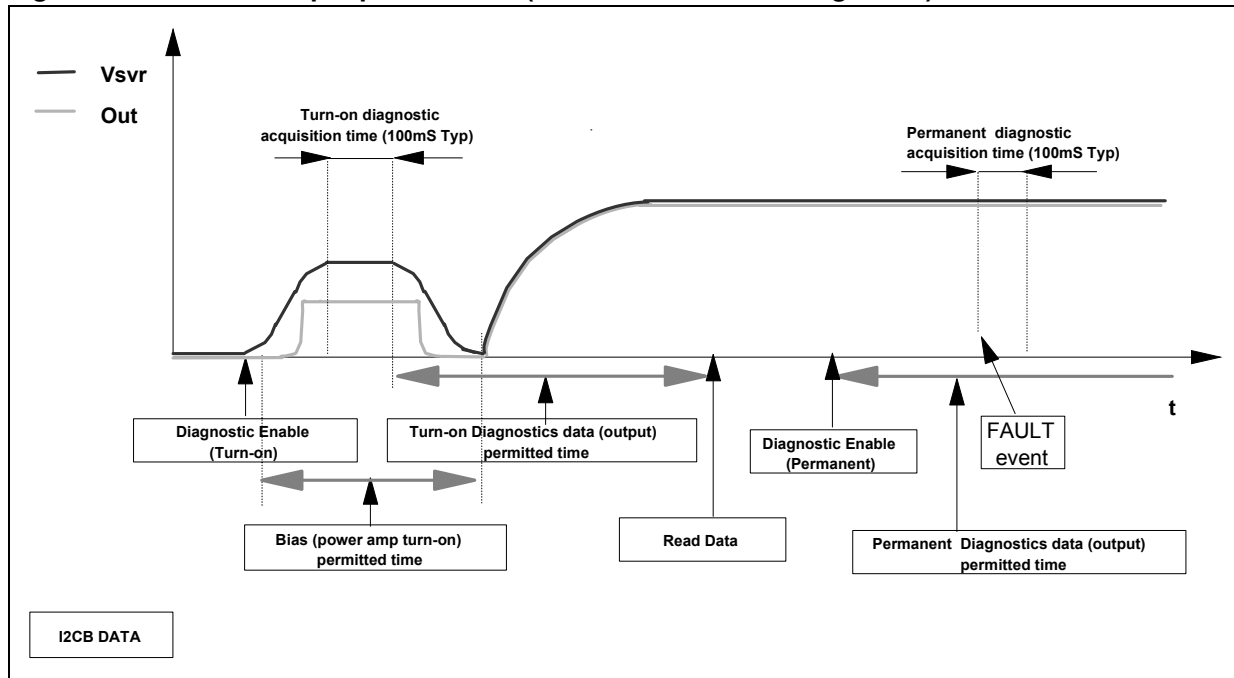 Vsvr
Out
Turn-on diagnostic
acquisition time (100mS Typ)
Permanent diagnostic
acquisition time (100mS Typ)
t
Diagnostic Enable
(Turn-on)
Turn-on Diagnostics data (output)
permitted time
Diagnostic Enable
(Permanent)
FAULT
event
Bias (power amp turn-on)
permitted time
Read Data
Permanent Diagnostics data (output)
permitted time
I2CB DATA